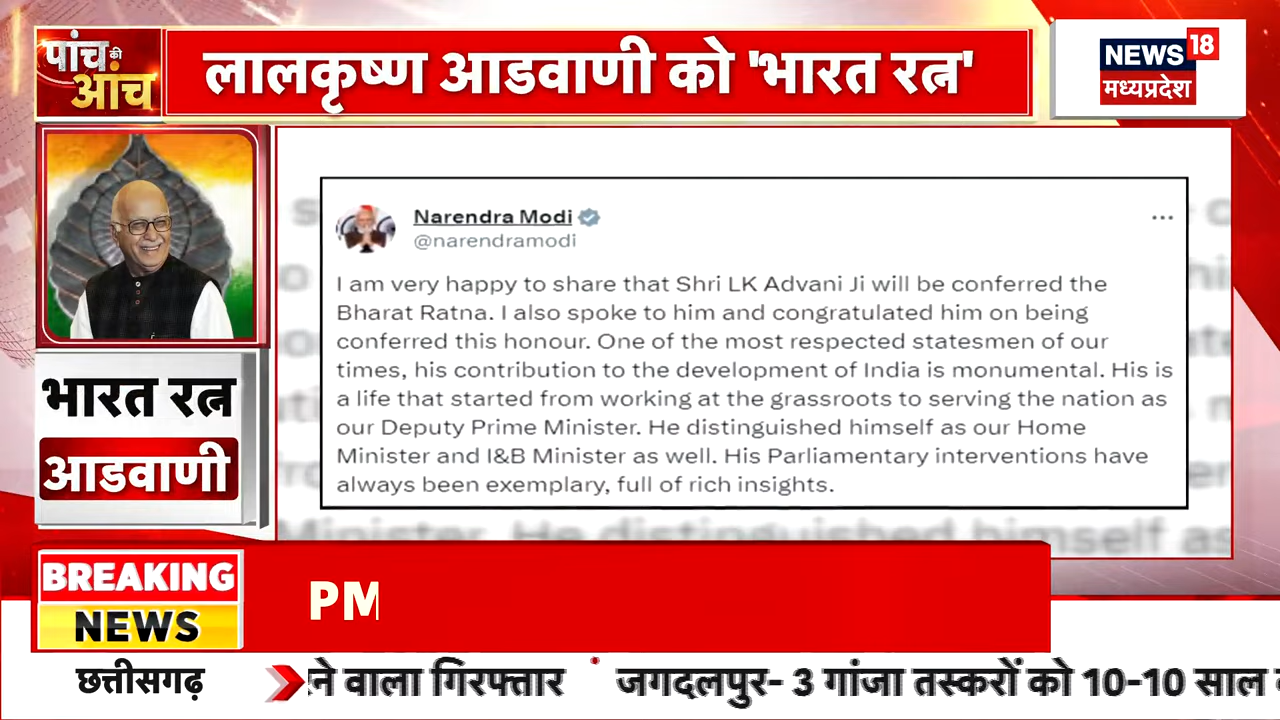 पांच की आंच
लालकृष्ण आडवाणी को 'भारत रत्न'
NEWS 18
मध्यप्रदेश
Narendra Modi
@narendramodi
I am very happy to share that Shri LK Advani Ji will be conferred the
Bharat Ratna. I also spoke to him and congratulated him on being
conferred this honour. One of the most respected statesmen of our
times, his contribution to the development of India is monumental. His is
a life that started from working at the grassroots to serving the nation as
our Deputy Prime Minister. He distinguished himself as our Home
Minister and I&B Minister as well. His Parliamentary interventions have
always been exemplary, full of rich insights.
भारत रत्न
आडवाणी
Minister. He distinguished himself as
BREAKING
NEWS
PM
छत्तीसगढ़
वाला गिरफ्तार जगदलपुर- 3 गांजा तस्करों को 10-10 साल